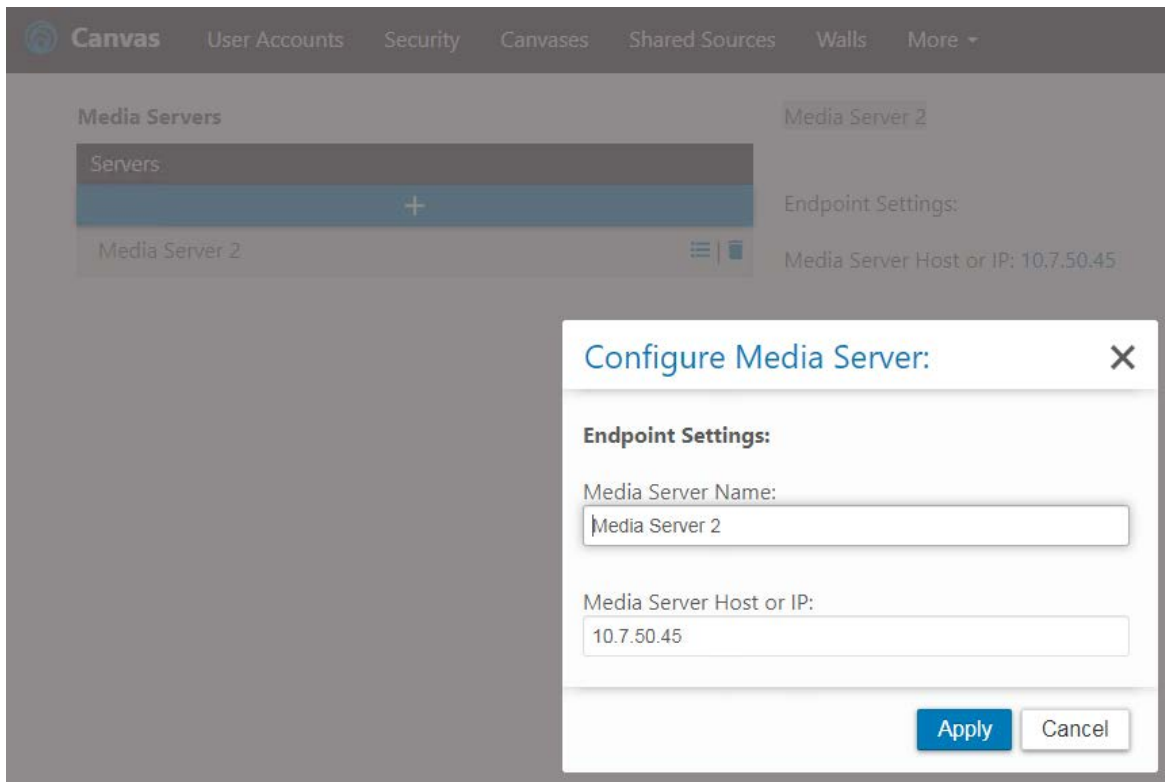 Canvas User Accounts Security Canvases Shared Sources Walls More
Media Servers
Servers
+
Media Server 2
Media Server 2
Endpoint Settings:
Media Server Host or IP: 10.7.50.45
Configure Media Server:
Endpoint Settings:
Media Server Name:
Media Server 2
Media Server Host or IP:
10.7.50.45
Apply Cancel